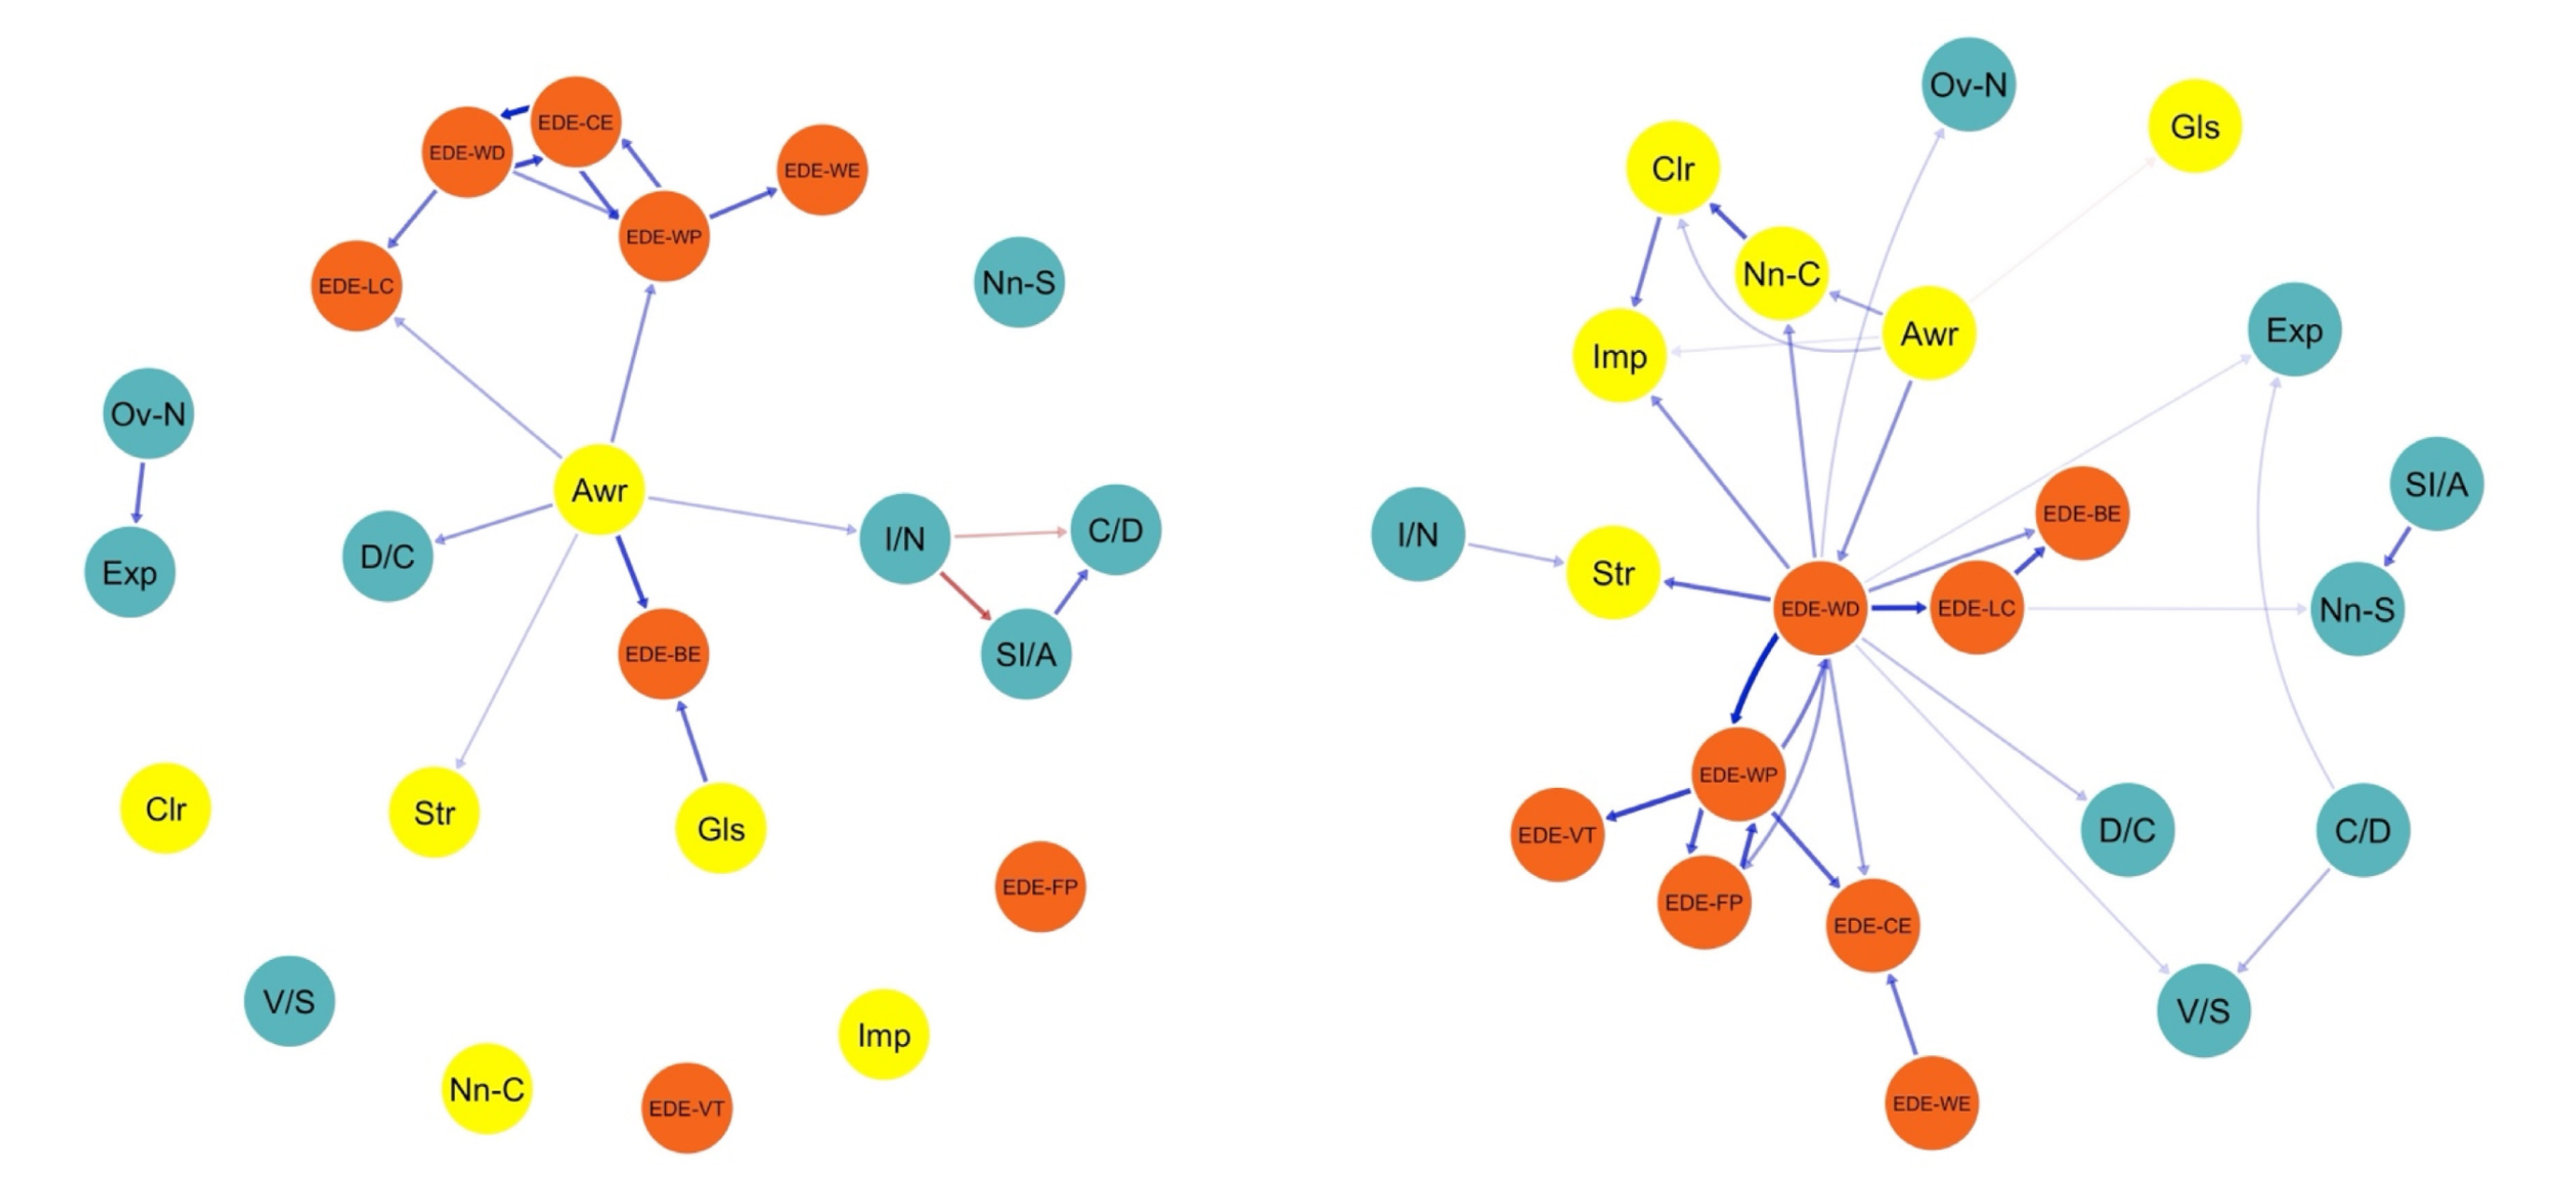 EDE-CE
EDE-WD
EDE-WE
EDE-WP
EDE-LC
Nn-S
Ov-N
Awr
I/N
C/D
D/C
Exp
EDE-BE
SI/A
Clr
Str
Gls
EDE-FP
V/S
Imp
Nn-C
EDE-VT
Ov-N
Gls
Clr
Nn-C
Awr
Exp
Imp
SI/A
EDE-BE
I/N
Str
EDE-WD
EDE-LC
Nn-S
EDE-WP
EDE-VT
D/C
C/D
EDE-FP
EDE-CE
V/S
EDE-WE